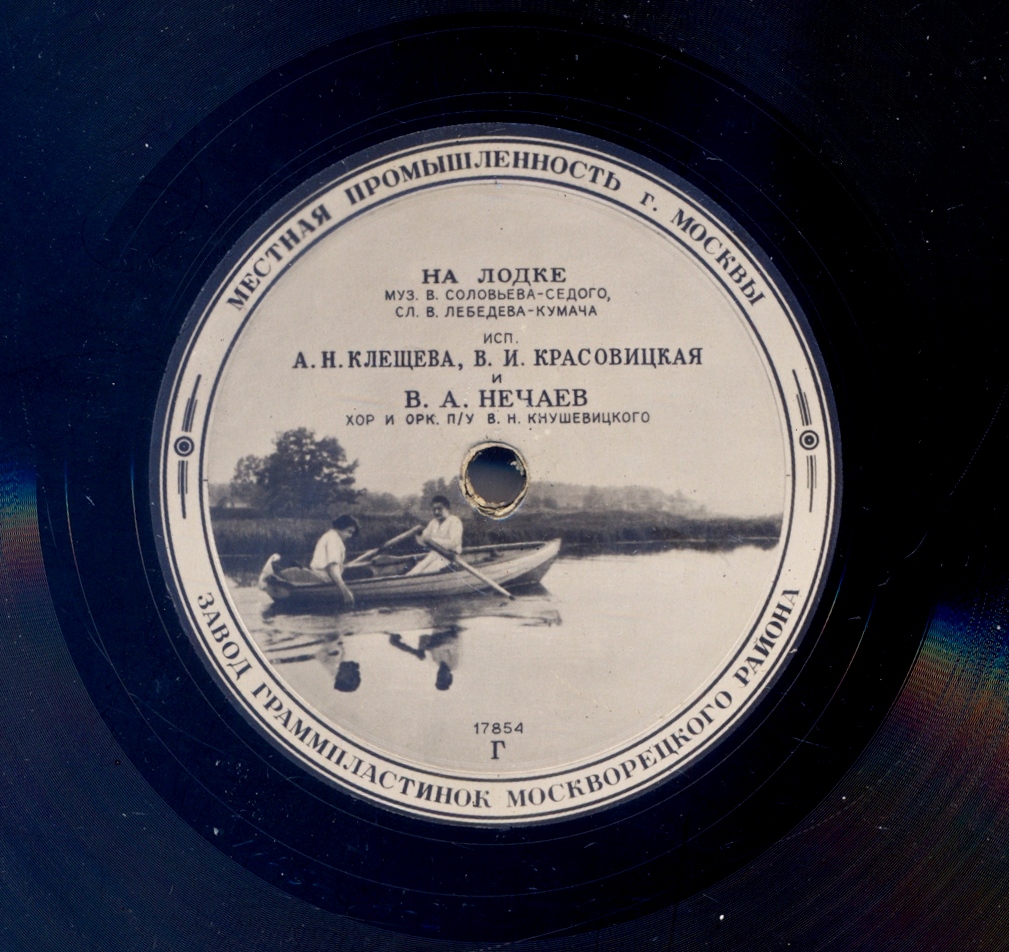 МЕСТНАЯ ПРОМЫШЛЕННОСТЬ г. МОСКВЫ
НА ЛОДКЕ
МУЗ. В. СОЛОВЬЕВА-СЕДОГО,
СЛ. В. ЛЕБЕДЕВА-КУМАЧА
ИСП.
А. Н. КЛЕЩЕВА, В. И. КРАСОВИЦКАЯ
И
В. А. НЕЧАЕВ
ХОР И ОРК. П/У В. Н. КНУШЕВИЦКОГО
17854
Г
ЗАВОД ГРАММПЛАСТИНОК МОСКВОРЕЦКОГО РАЙОНА